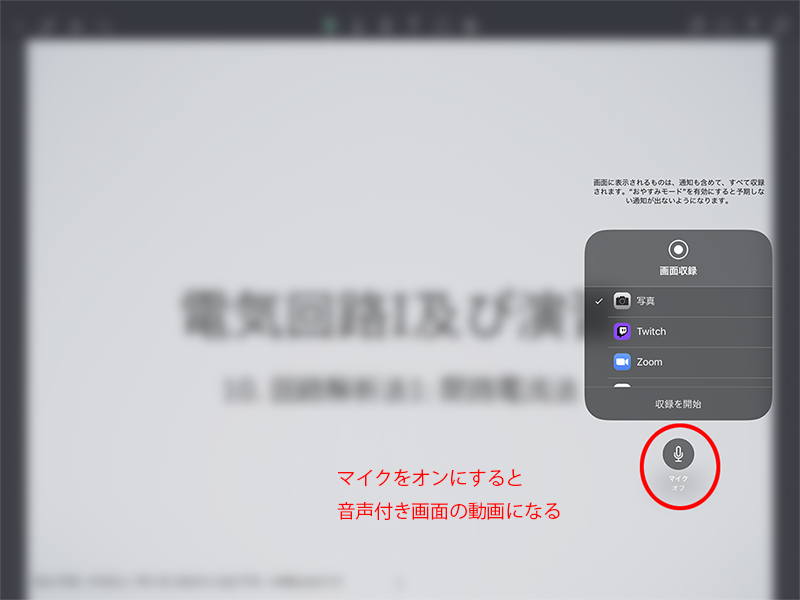 画面に表示されるものは、通知も含めて、すべて収録
されます。“おやすみモード”を有効にすると予期しな
い通知が出ないようになります。
画面収録
写真
Twitch
Zoom
収録を開始
電気回路I及び演習
10. 回路解析法1: 閉路電流法
マイク
オフ
マイクをオンにすると
音声付き画面の動画になる